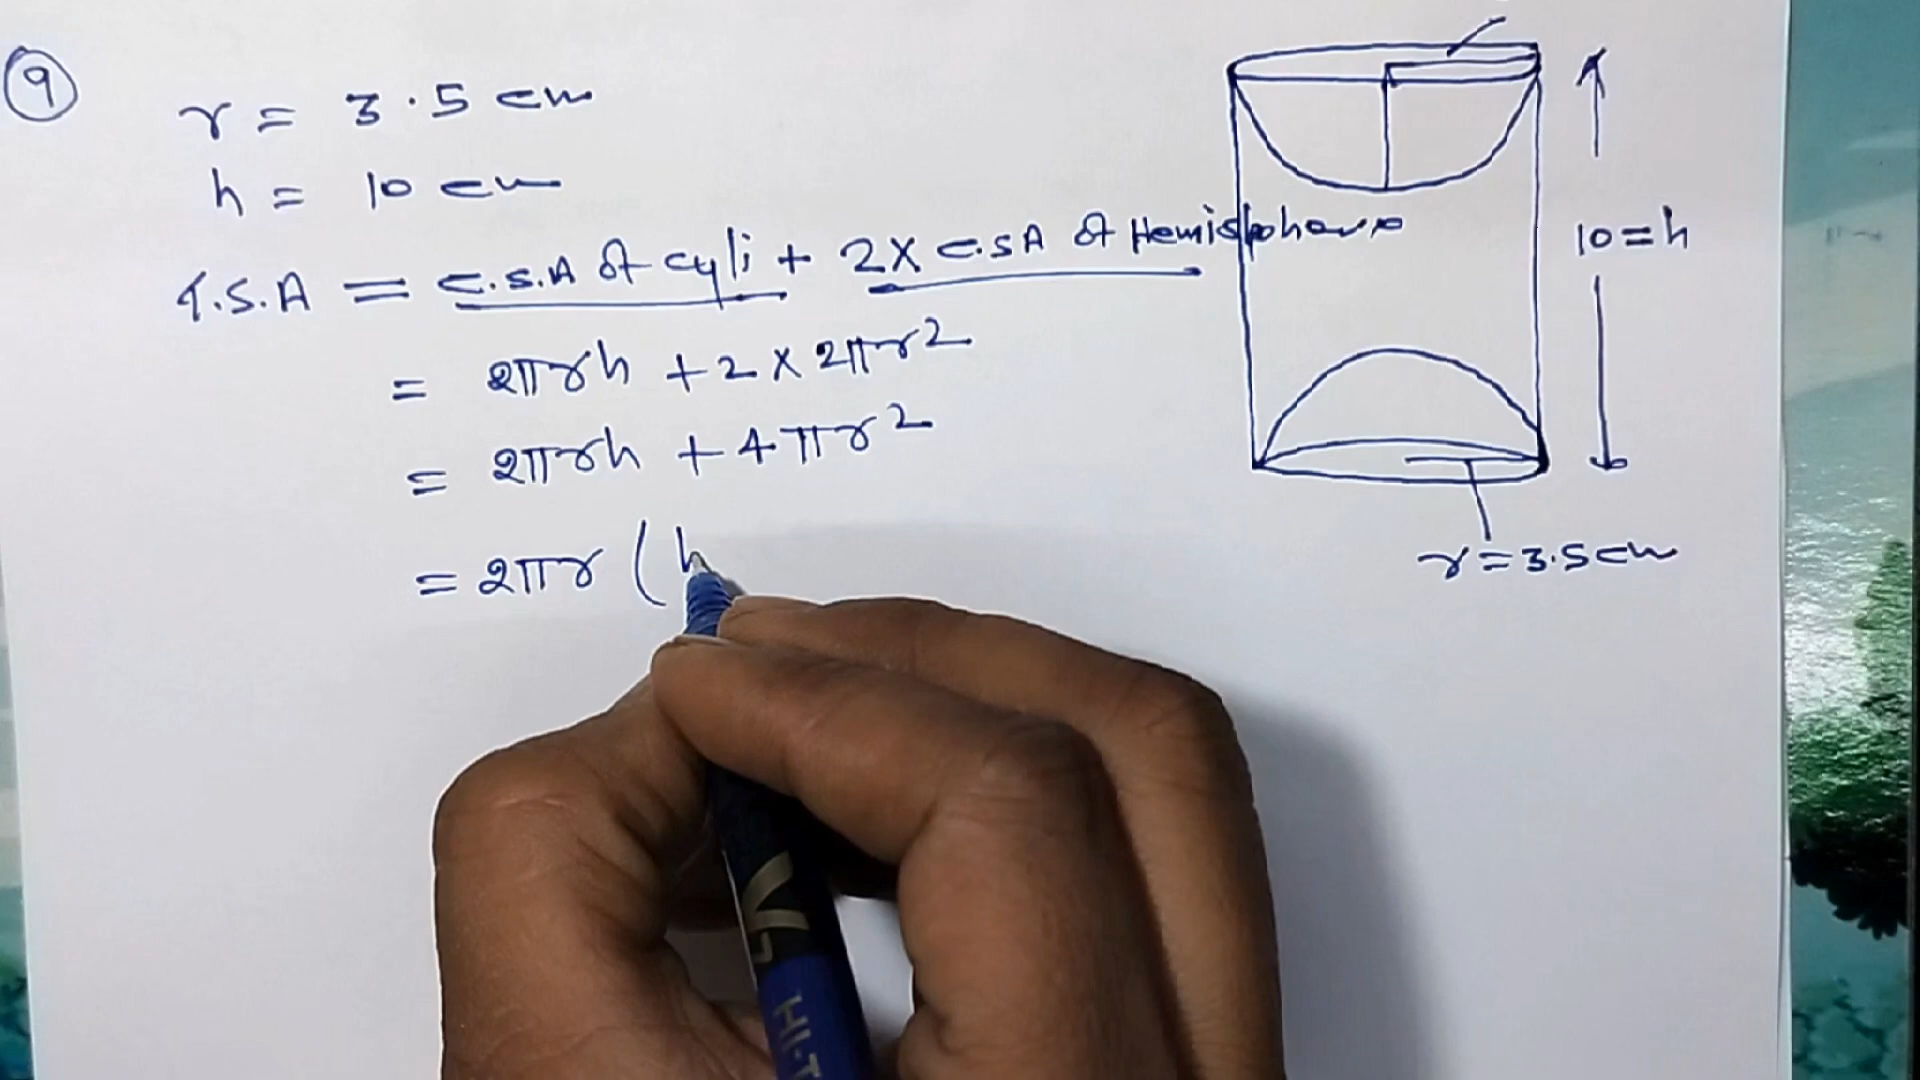 9
r = 3.5 cm
h = 10 cm
T.S.A = C.S.A of cyli + 2 X C.SA of Hemisphere
= 2πrh + 2 x 2πr2
= 2πrh + 4πr2
= 2πr ( h
10 = h
r = 3.5 cm
HI-T